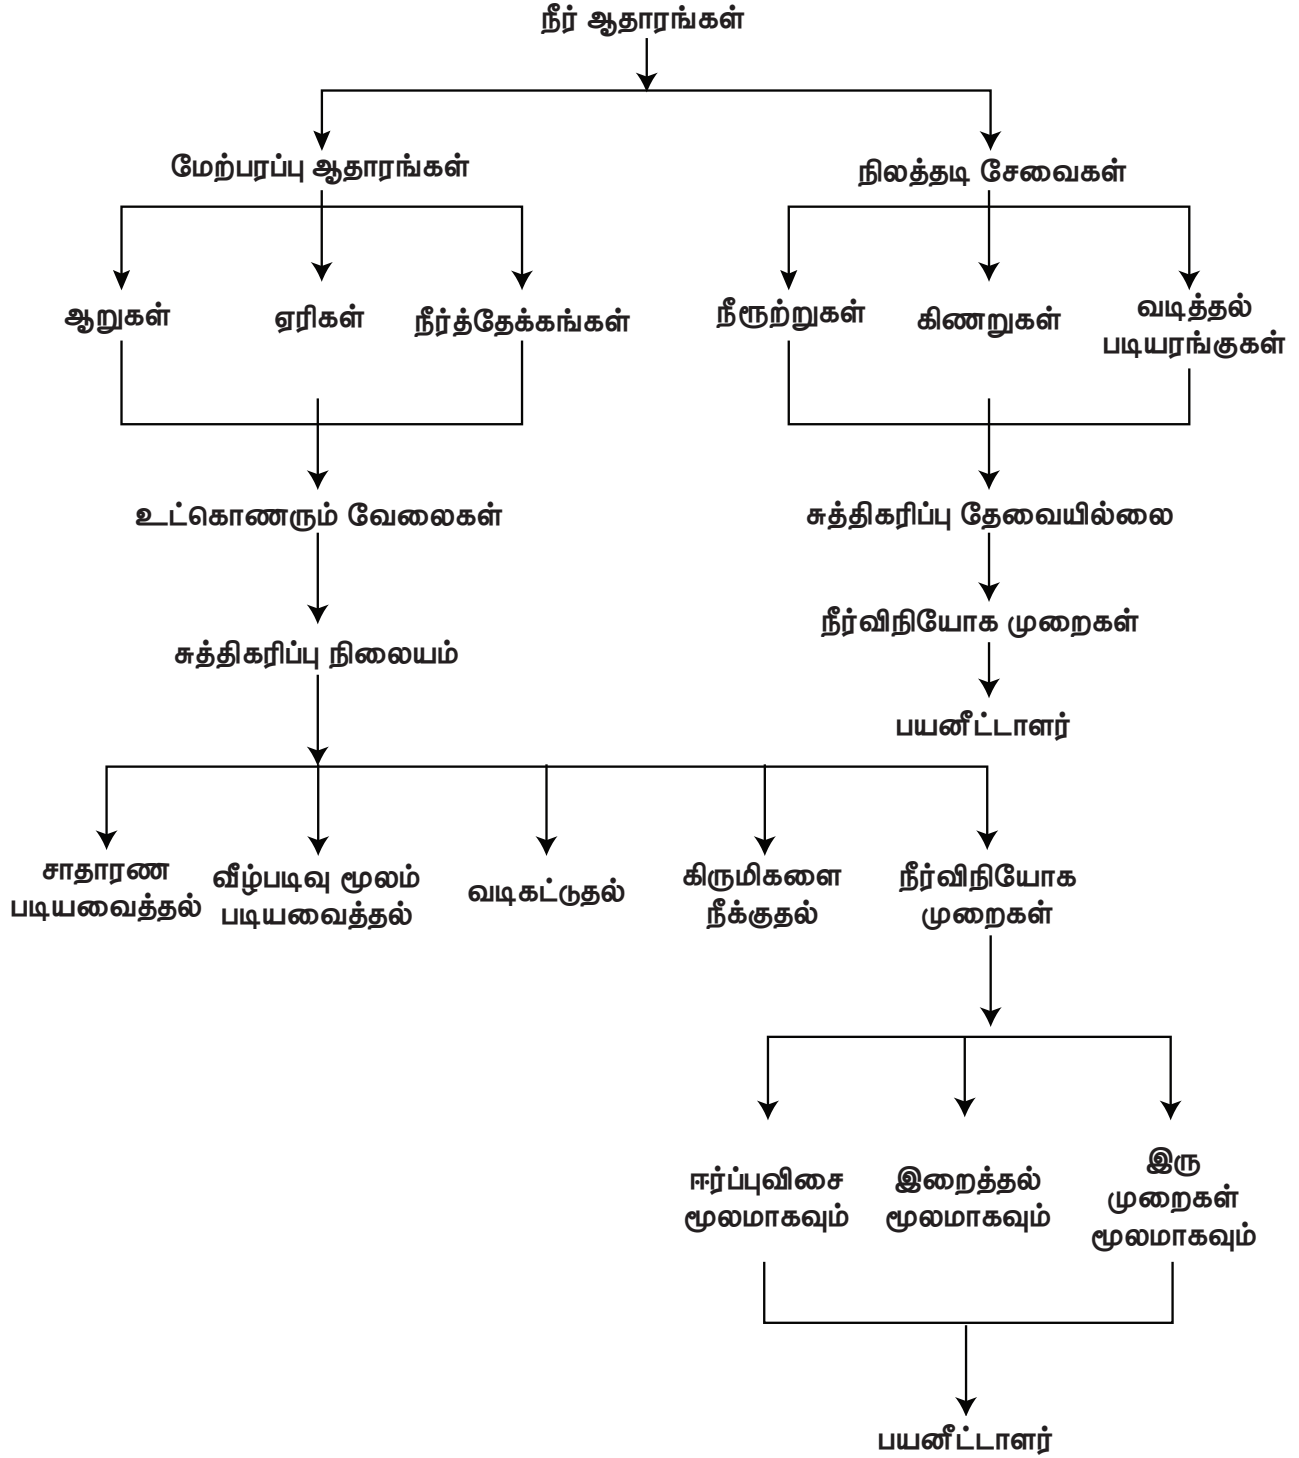 நீர் ஆதாரங்கள்
மேற்பரப்பு ஆதாரங்கள்
நிலத்தடி சேவைகள்
ஆறுகள்
ஏரிகள்
நீர்த்தேக்கங்கள்
நீரூற்றுகள்
கிணறுகள்
வடித்தல்
படியரங்குகள்
உட்கொணரும் வேலைகள்
சுத்திகரிப்பு தேவையில்லை
நீர்விநியோக முறைகள்
சுத்திகரிப்பு நிலையம்
பயனீட்டாளர்
சாதாரண
படியவைத்தல்
வீழ்படிவு மூலம்
படியவைத்தல்
வடிகட்டுதல்
கிருமிகளை
நீக்குதல்
நீர்விநியோக
முறைகள்
ஈர்ப்புவிசை
மூலமாகவும்
இறைத்தல்
மூலமாகவும்
இரு
முறைகள்
மூலமாகவும்
பயனீட்டாளர்